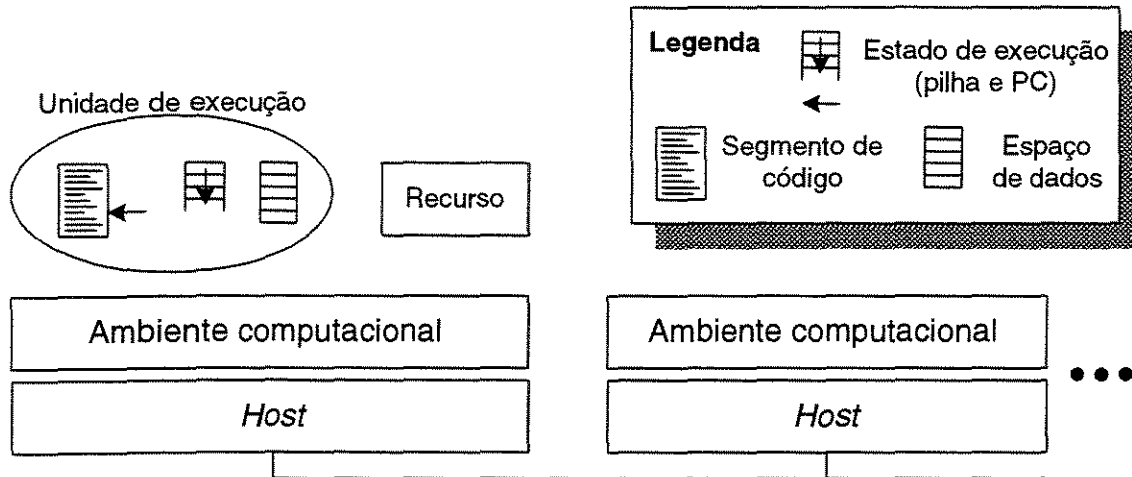 Legenda
Estado de execução
(pilha e PC)
Segmento de
código
Espaço
de dados
Unidade de execução
Recurso
Ambiente computacional
Ambiente computacional
Host
Host